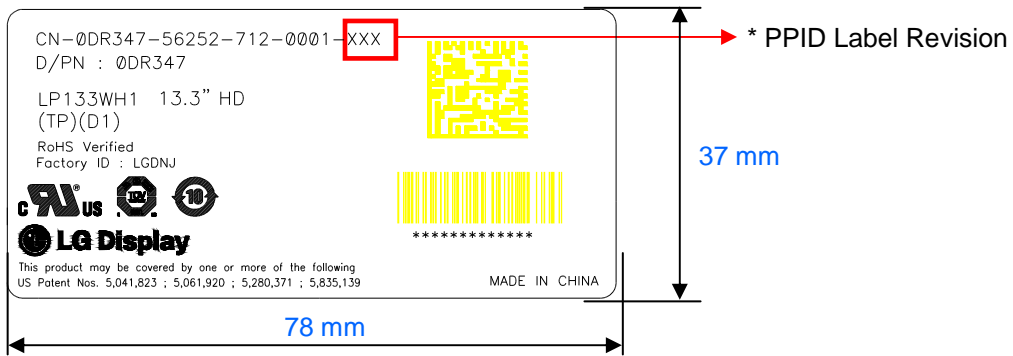 CN-0DR347-56252-712-0001-XXX
* PPID Label Revision
D/PN : 0DR347
LP133WH1 13.3" HD
(TP)(D1)
RoHS Verified
Factory ID : LGDNJ
37 mm
c RU ® US TÜV 10
*************
LG Display
This product may be covered by one or more of the following
US Patent Nos. 5,041,823 ; 5,061,920 ; 5,280,371 ; 5,835,139
MADE IN CHINA
78 mm